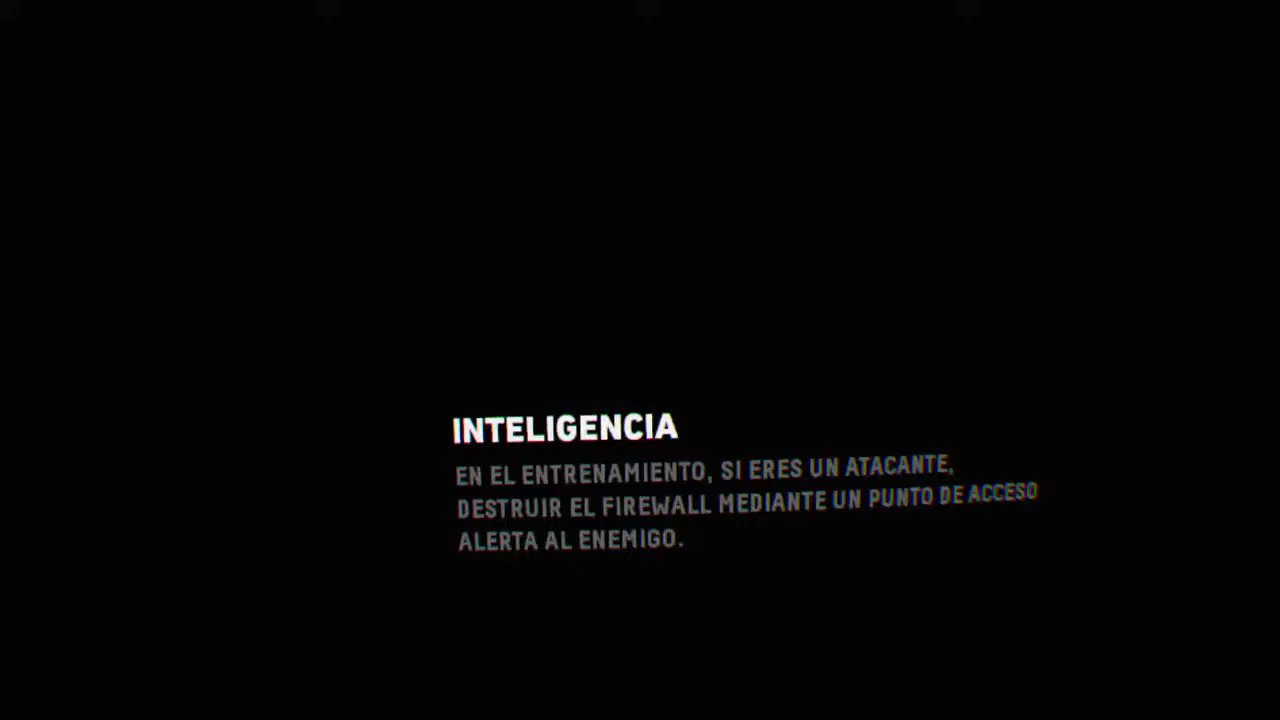 INTELIGENCIA
EN EL ENTRENAMIENTO, SI ERES UN ATACANTE,
DESTRUIR EL FIREWALL MEDIANTE UN PUNTO DE ACCESO
ALERTA AL ENEMIGO.